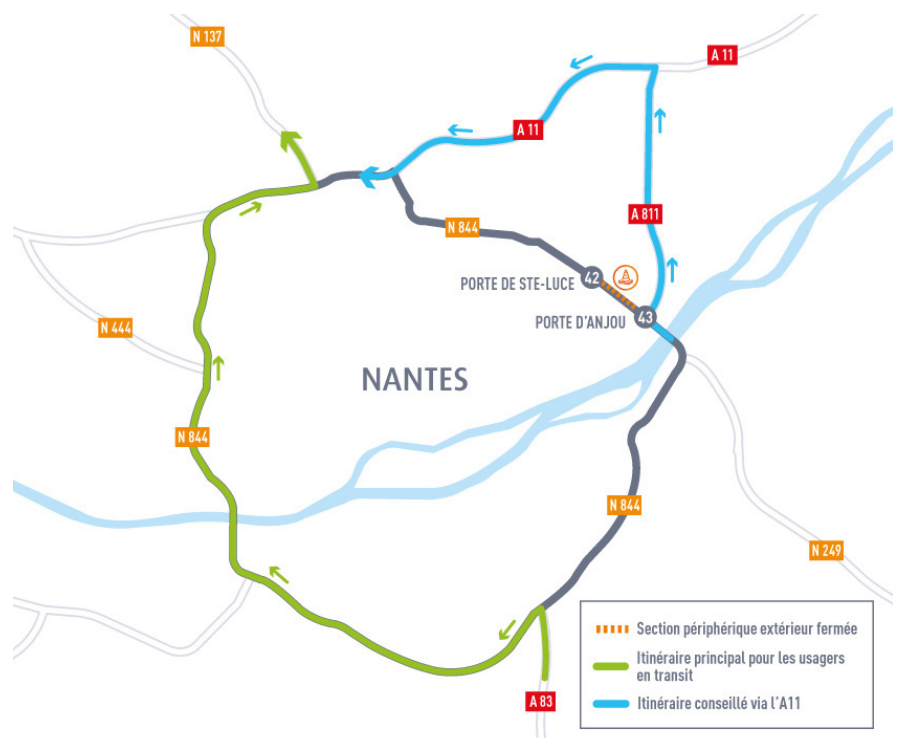 N 137
A 11
A 11
A 811
N 844
PORTE DE STE-LUCE
42
PORTE D'ANJOU
43
N 444
NANTES
N 844
N 844
N 249
A 83
Section périphérique extérieur fermée
Itinéraire principal pour les usagers
en transit
Itinéraire conseillé via l'A11